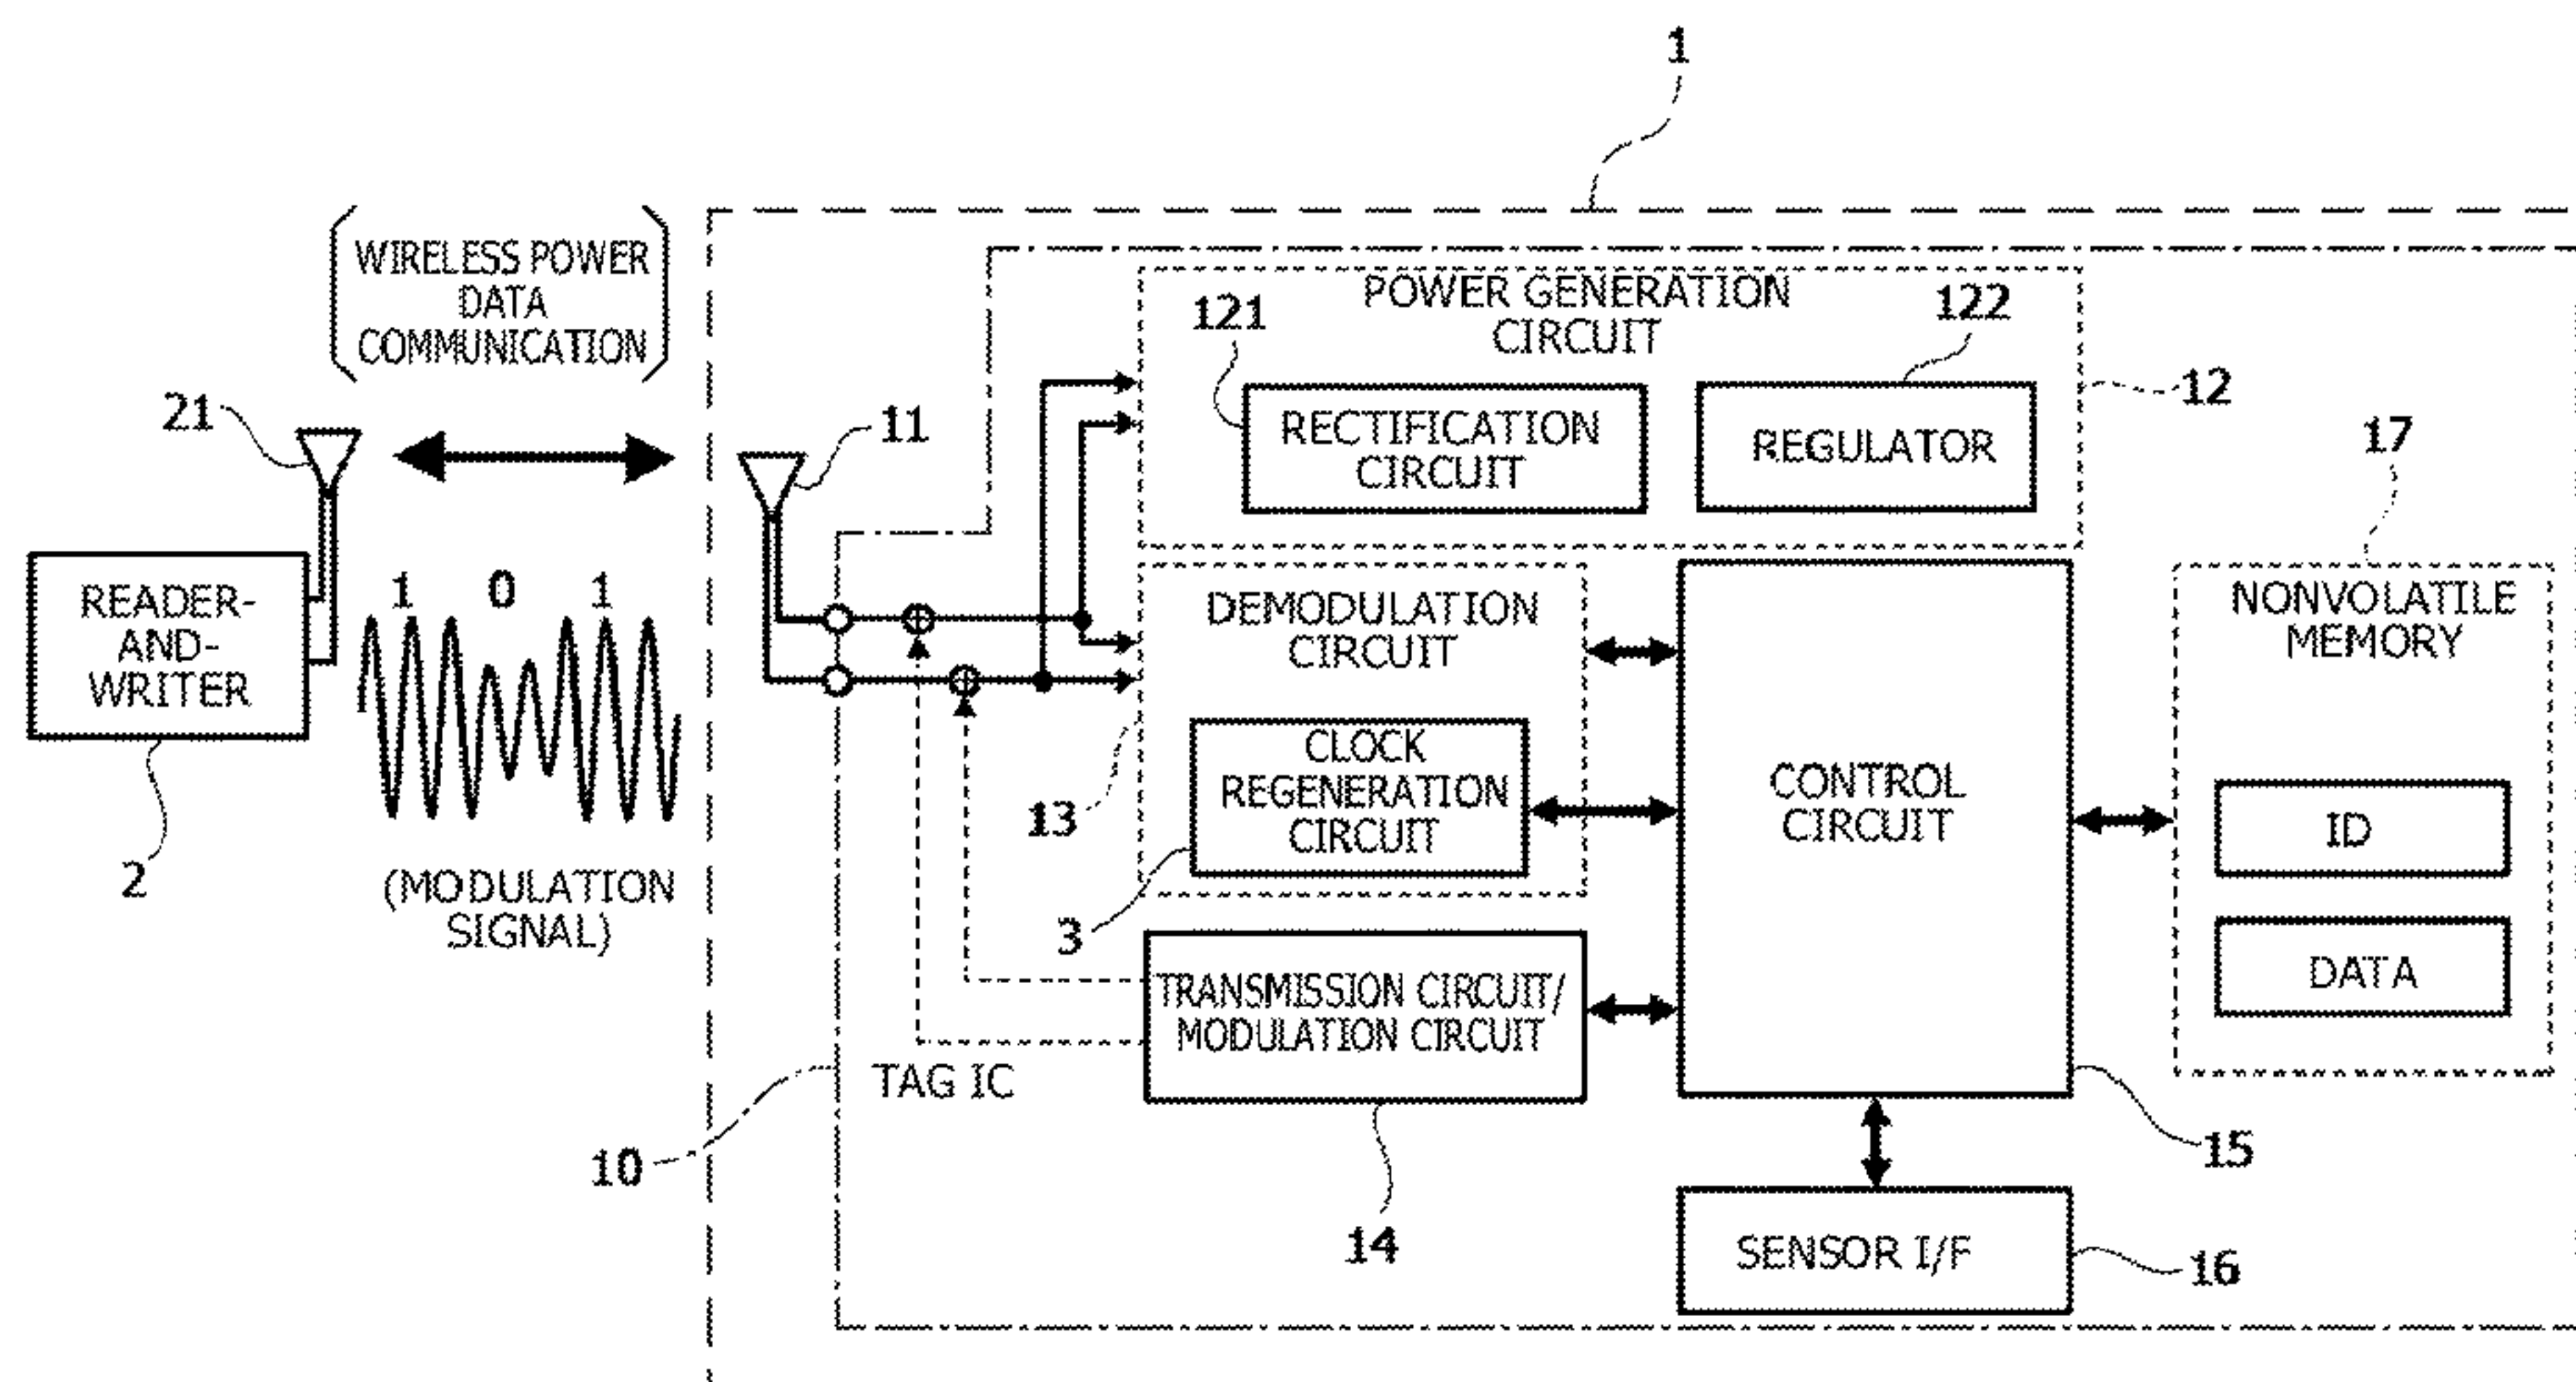 1
WIRELESS POWER
DATA
COMMUNICATION
21
11
READER-
AND-
WRITER
2
1 0 1
(MODULATION
SIGNAL)
POWER GENERATION
CIRCUIT
121
122
12
RECTIFICATION
CIRCUIT
REGULATOR
17
DEMODULATION
CIRCUIT
13
CLOCK
REGENERATION
CIRCUIT
3
CONTROL
CIRCUIT
NONVOLATILE
MEMORY
ID
DATA
TRANSMISSION CIRCUIT/
MODULATION CIRCUIT
TAG IC
10
14
15
SENSOR I/F
16